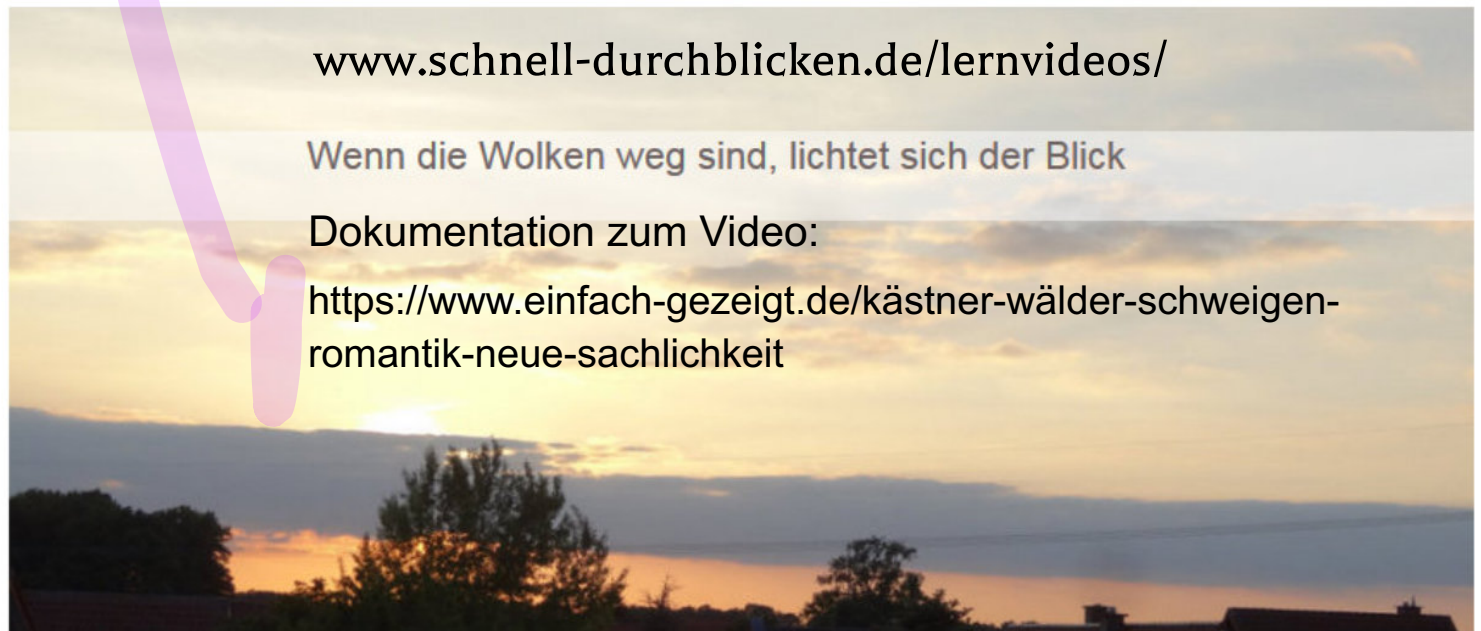 www.schnell-durchblicken.de/lernvideos/
Wenn die Wolken weg sind, lichtet sich der Blick
Dokumentation zum Video:
https://www.einfach-gezeigt.de/kästner-wälder-schweigen-
romantik-neue-sachlichkeit